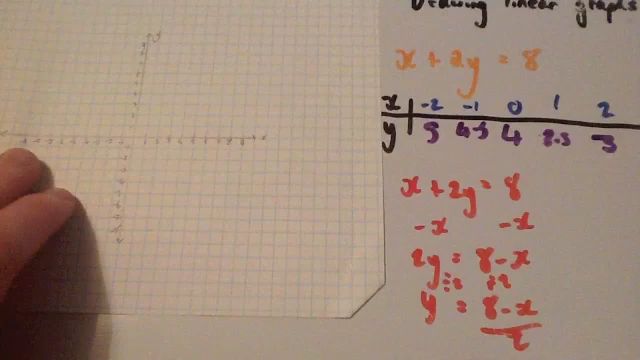 Drawing linear graphs
x + 2y = 8
x -2 -1 0 1 2
y 5 4.5 4 3.5 3
x + 2y = 8
-x -x
2y = 8 - x
÷2 ÷2
y = 8 - x
2